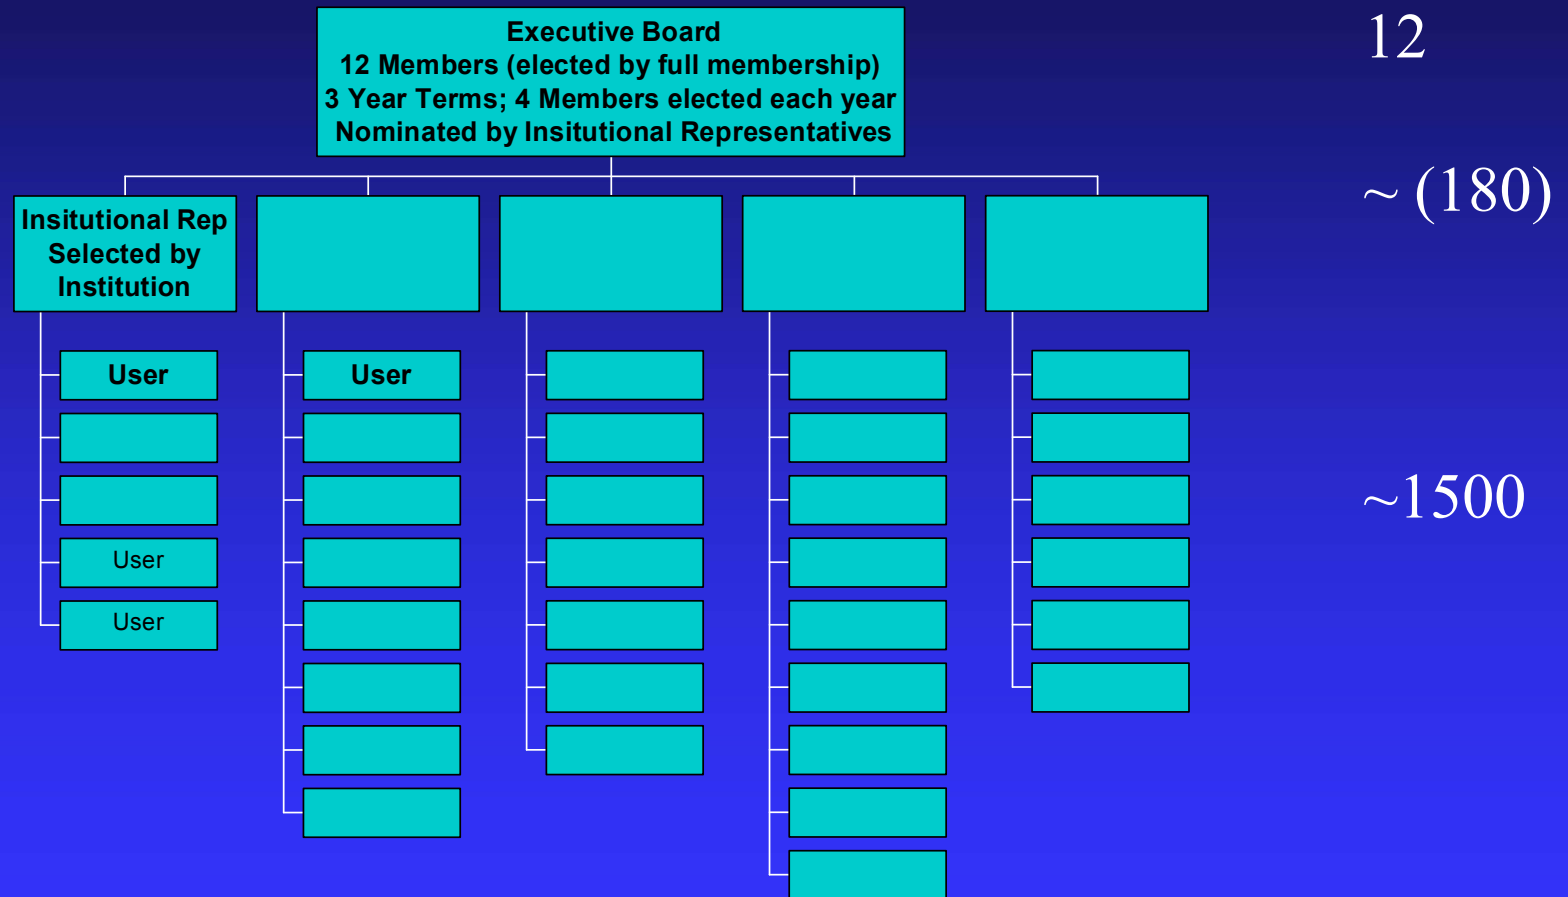 Executive Board
12 Members (elected by full membership)
3 Year Terms; 4 Members elected each year
Nominated by Insitutional Representatives
12
~ (180)
Insitutional Rep
Selected by
Institution
User
User
User
User
~1500